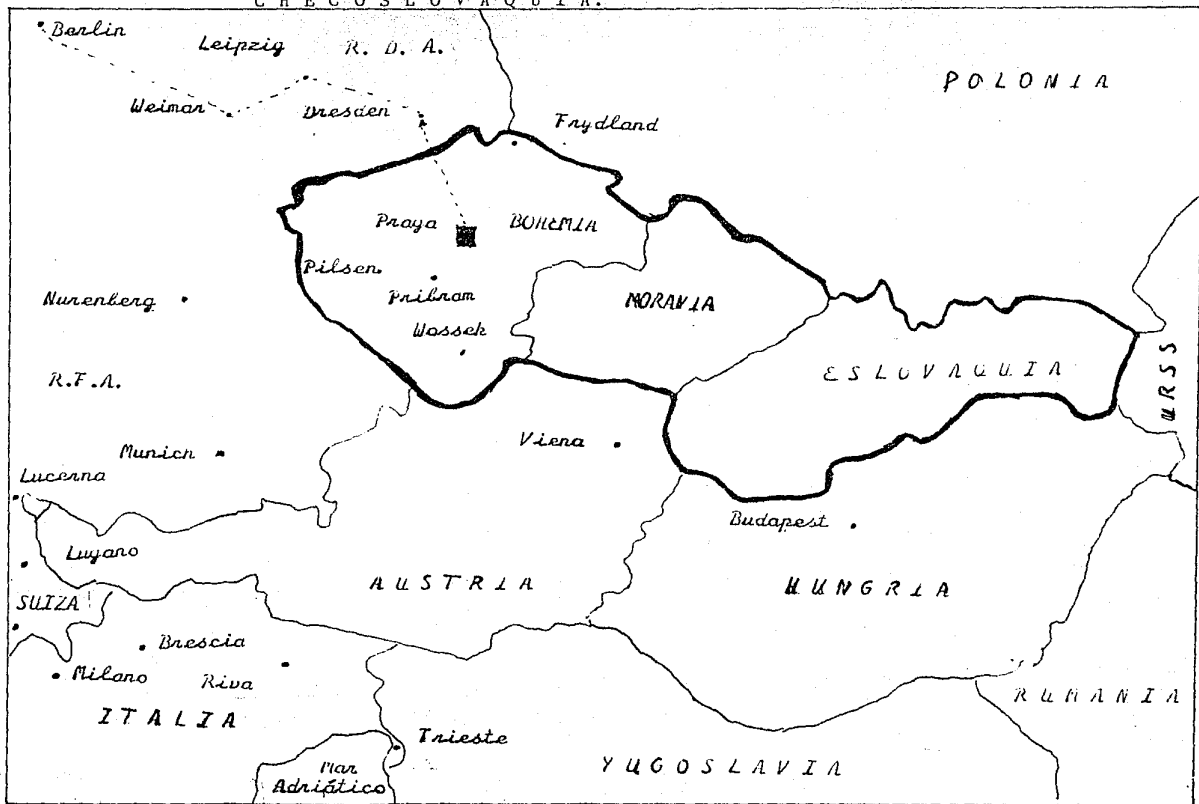 CHECOSLOVAQUIA.
Berlin
Leipzig R. D. A.
POLONIA
Weimar
Dresden
Frydland
Praga BOHEMIA
Pilsen
Nurenberg
Pribram
MORAVIA
Wossek
R.F.A.
ESLOVAQUIA
URSS
Viena
Munich
Lucerna
Budapest
Lugano
AUSTRIA
HUNGRIA
SUIZA
Brescia
Milano
Riva
RUMANIA
ITALIA
Trieste
YUGOSLAVIA
Mar
Adriático